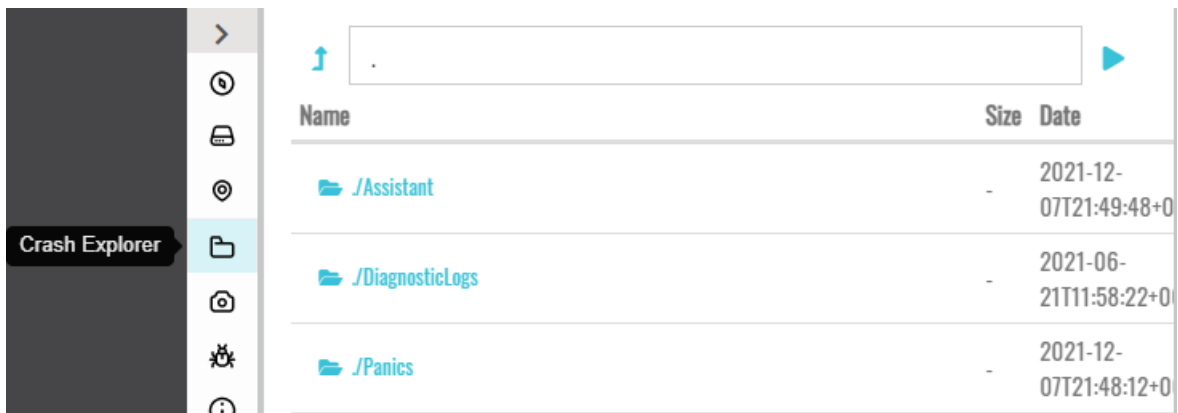 .
Name Size Date
./Assistant - 2021-12-
07T21:49:48+0
Crash Explorer
./DiagnosticLogs - 2021-06-
21T11:58:22+0
./Panics - 2021-12-
07T21:48:12+0